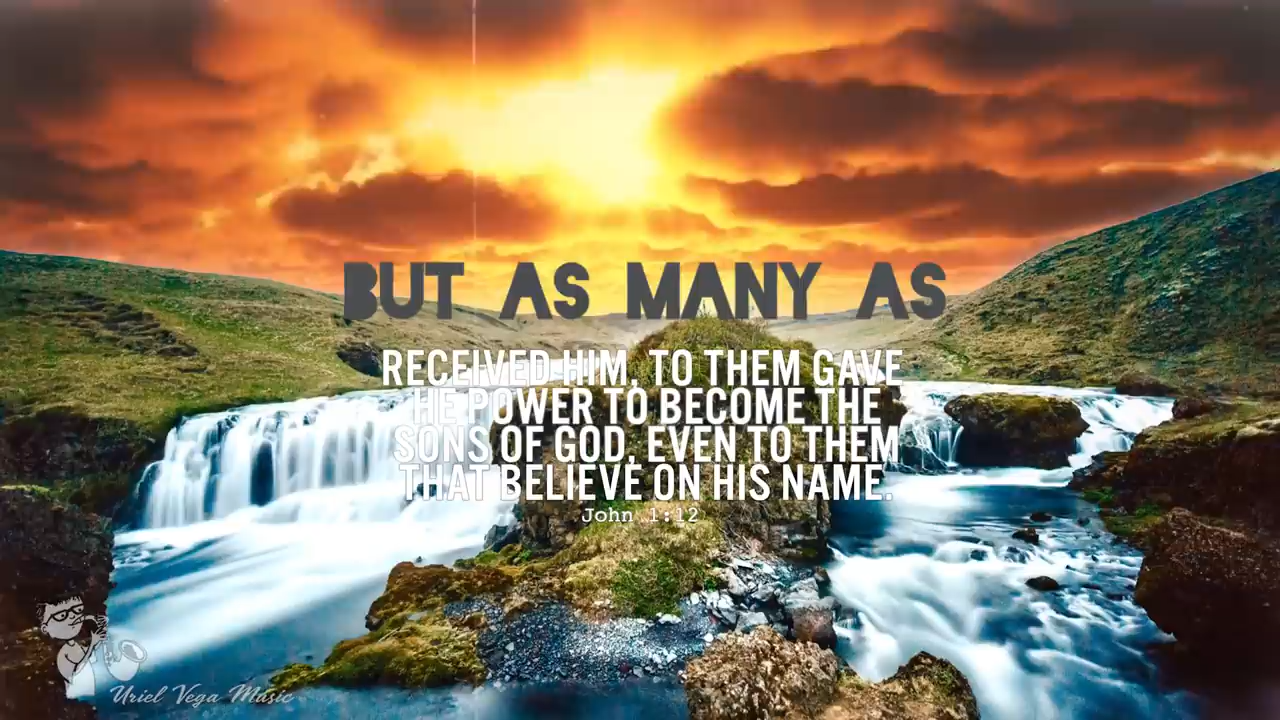 BUT AS MANY AS
RECEIVED HIM, TO THEM GAVE
HE POWER TO BECOME THE
SONS OF GOD, EVEN TO THEM
THAT BELIEVE ON HIS NAME.
John 1:12
Uriel Vega Music